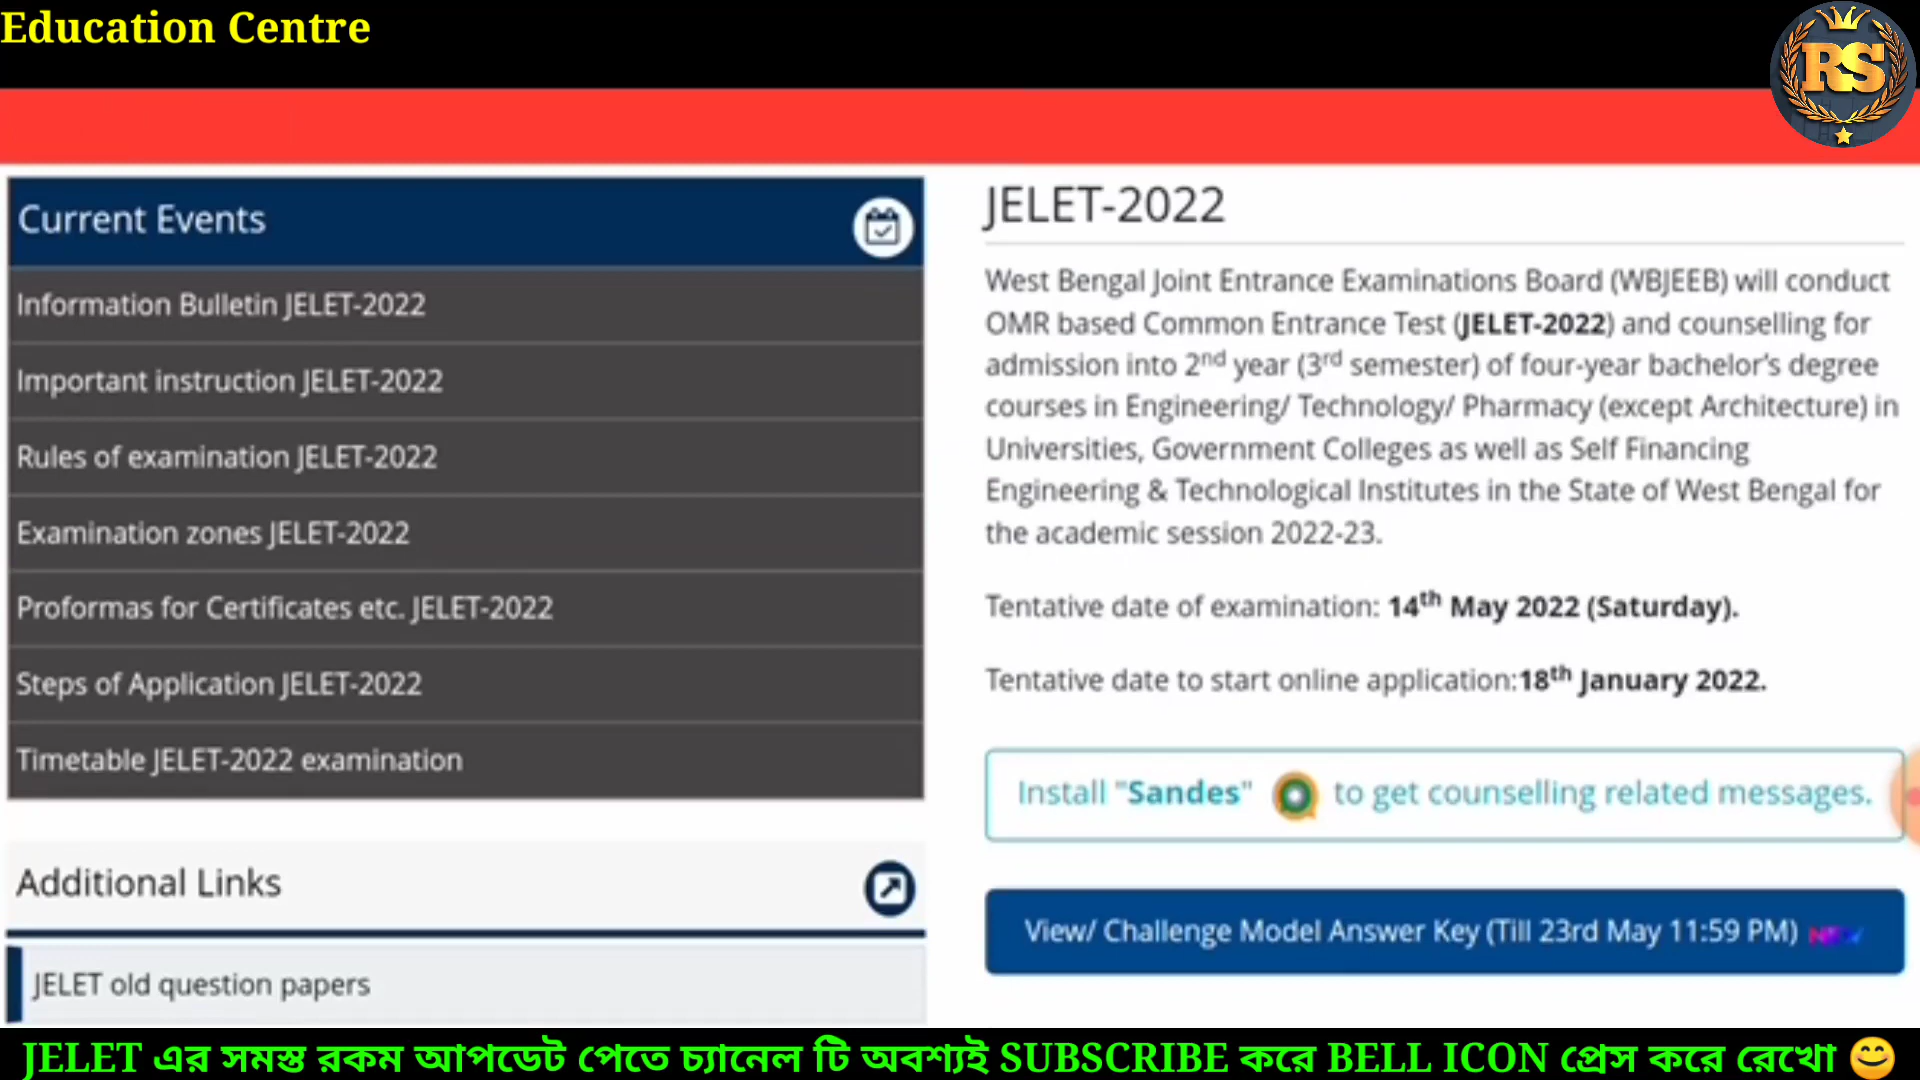 Education Centre
RS
Current Events
Information Bulletin JELET-2022
Important instruction JELET-2022
Rules of examination JELET-2022
Examination zones JELET-2022
Proformas for Certificates etc. JELET-2022
Steps of Application JELET-2022
Timetable JELET-2022 examination
Additional Links
JELET old question papers
JELET-2022
West Bengal Joint Entrance Examinations Board (WBJEEB) will conduct
OMR based Common Entrance Test (JELET-2022) and counselling for
admission into 2nd year (3rd semester) of four-year bachelor's degree
courses in Engineering/ Technology/ Pharmacy (except Architecture) in
Universities, Government Colleges as well as Self Financing
Engineering & Technological Institutes in the State of West Bengal for
the academic session 2022-23.
Tentative date of examination: 14th May 2022 (Saturday).
Tentative date to start online application:18th January 2022.
Install "Sandes" to get counselling related messages.
View/ Challenge Model Answer Key (Till 23rd May 11:59 PM) NEW
JELET এর সমস্ত রকম আপডেট পেতে চ্যানেল টি অবশ্যই SUBSCRIBE করে BELL ICON প্রেস করে রেখো 😊